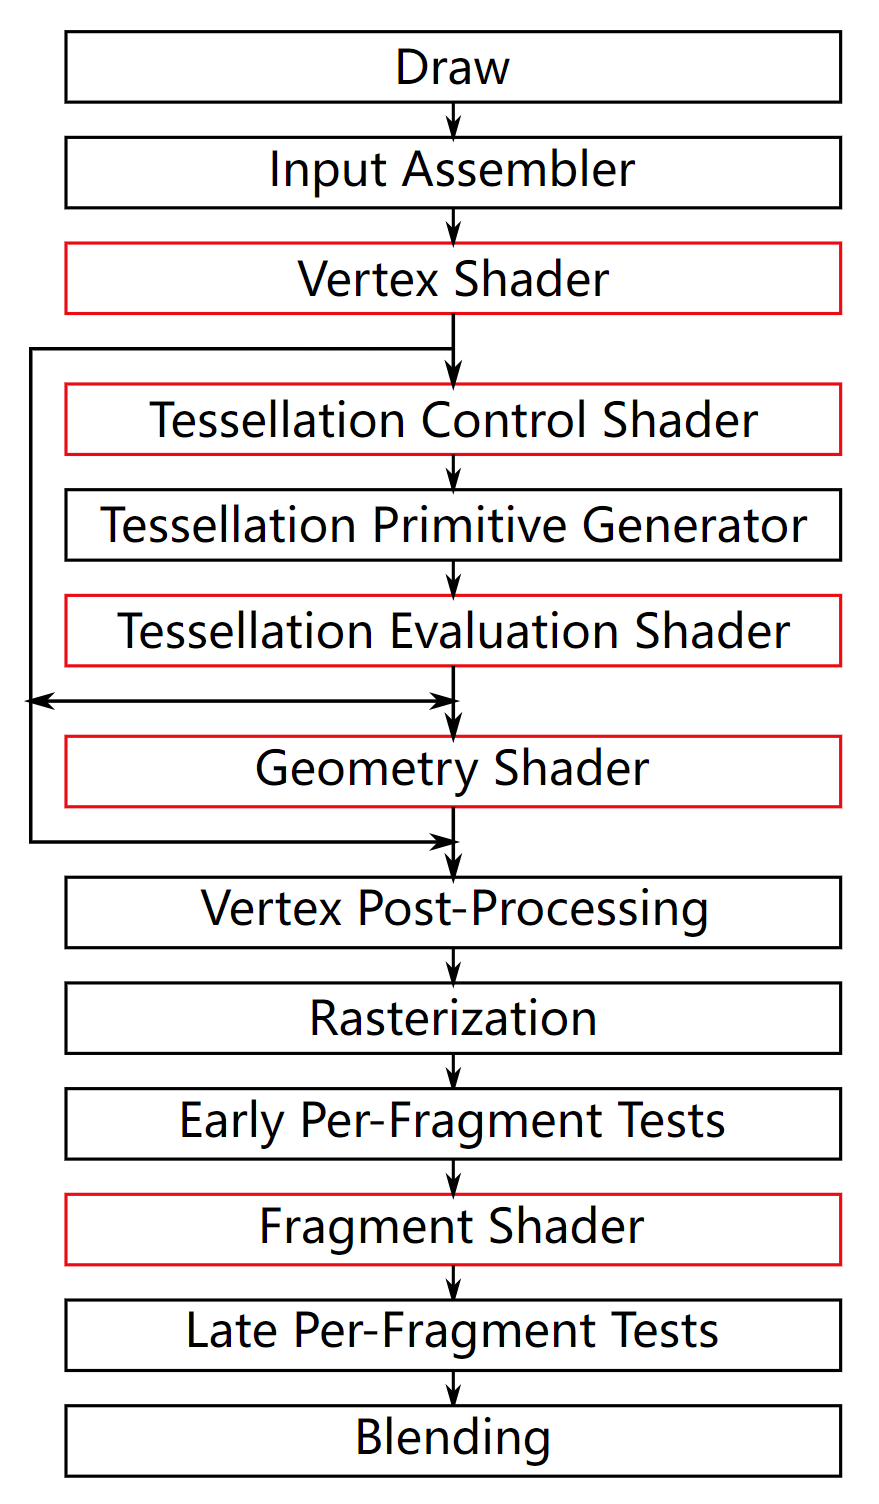 Draw
Input Assembler
Vertex Shader
Tessellation Control Shader
Tessellation Primitive Generator
Tessellation Evaluation Shader
Geometry Shader
Vertex Post-Processing
Rasterization
Early Per-Fragment Tests
Fragment Shader
Late Per-Fragment Tests
Blending